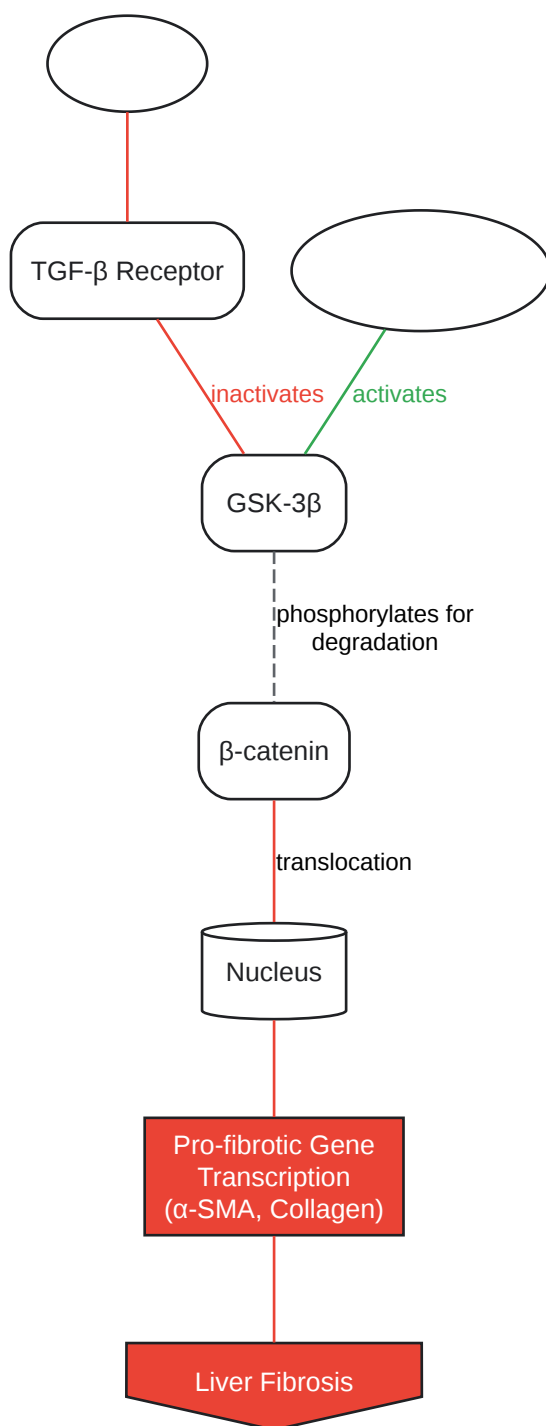 TGF-β Receptor
inactivates
activates
GSK-3β
phosphorylates for
degradation
β-catenin
translocation
Nucleus
Pro-fibrotic Gene
Transcription
(α-SMA, Collagen)
Liver Fibrosis